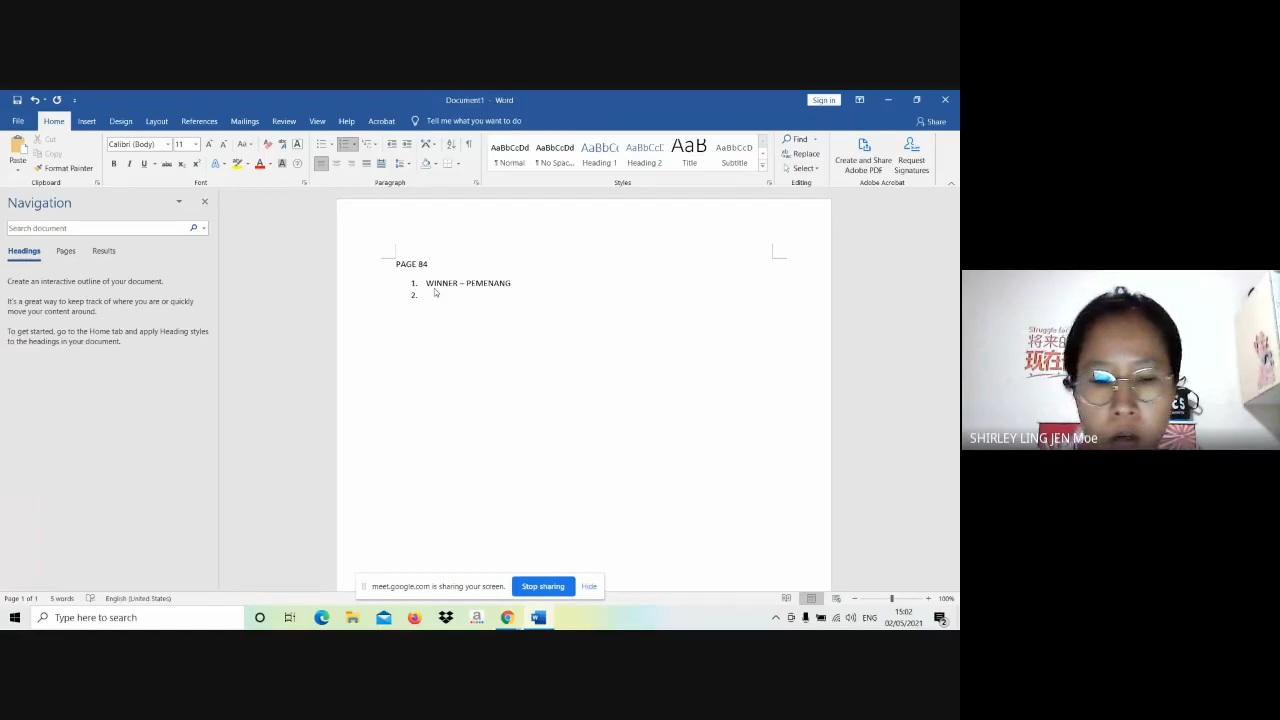 Document1 - Word
Sign in
File Home Insert Design Layout References Mailings Review View Help Acrobat Tell me what you want to do Share
Paste
Cut
Copy
Format Painter
Clipboard
Calibri (Body) 11
Font
Paragraph
AaBbCcDd AaBbCcDd AaBbC( AaBbCcC AaB AaBbCcD
¶ Normal ¶ No Spac... Heading 1 Heading 2 Title Subtitle
Styles
Find
Replace
Select
Editing
Create and Share Adobe PDF
Request Signatures
Adobe Acrobat
Navigation
Search document
Headings Pages Results
Create an interactive outline of your document.
It's a great way to keep track of where you are or quickly
move your content around.
To get started, go to the Home tab and apply Heading styles
to the headings in your document.
PAGE 84
1. WINNER – PEMENANG
2.
meet.google.com is sharing your screen. Stop sharing Hide
Page 1 of 1 5 words English (United States) 100%
Type here to search
ENG
15:02
02/05/2021
Struggle
将来的
现在
SHIRLEY LING JEN Moe